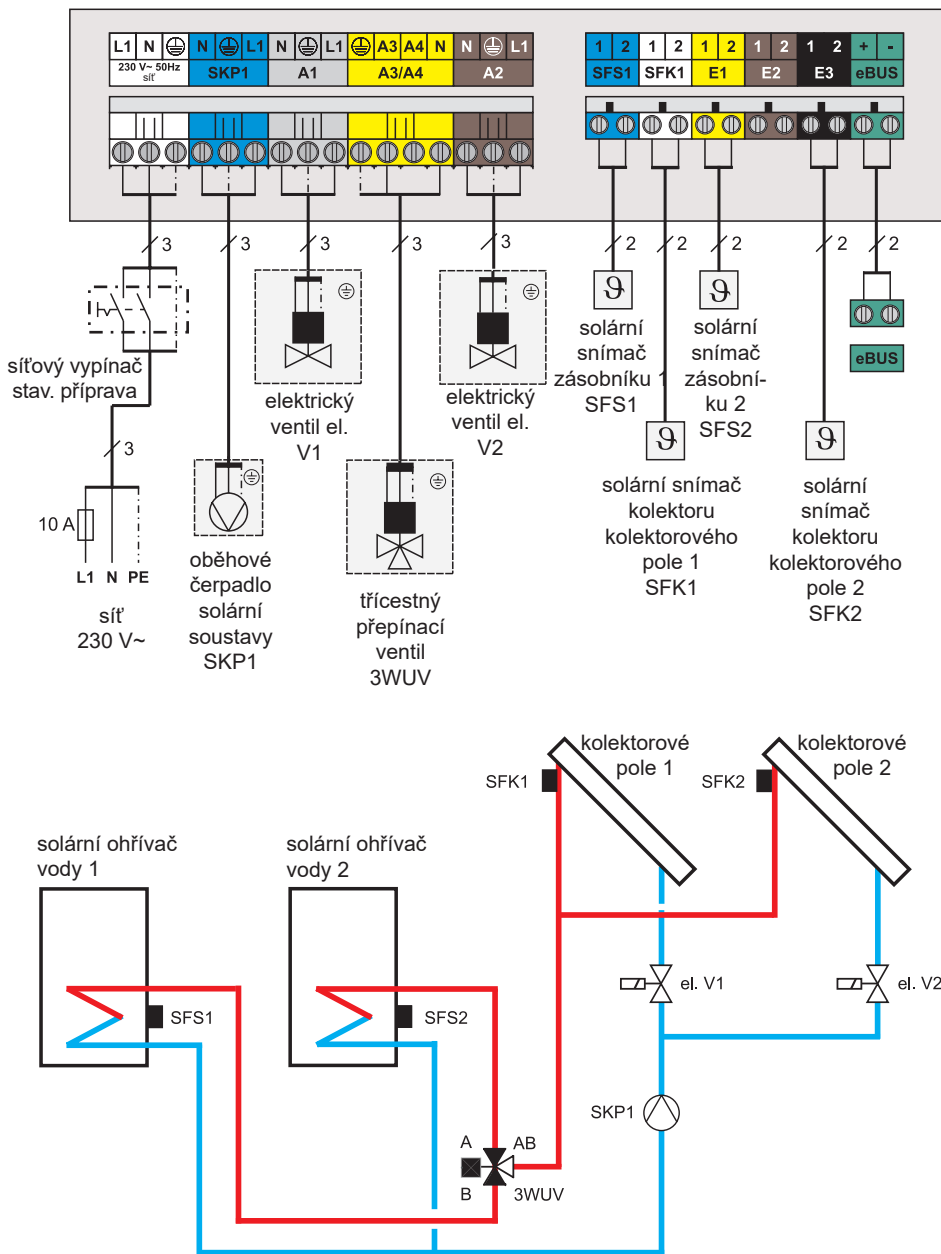 L1 N N L1 N L1 A3 A4 N N L1
230 V~ 50Hz
síť
SKP1 A1 A3/A4 A2
1 2 1 2 1 2 1 2 1 2 + -
SFS1 SFK1 E1 E2 E3 eBUS
3 3 3 3 3 2 2 2 2 2
síťový vypínač
stav. příprava
3
10 A
L1 N PE
síť
230 V~
oběhové
čerpadlo
solární
soustavy
SKP1
elektrický
ventil el.
V1
třícestný
přepínací
ventil
3WUV
elektrický
ventil el.
V2
ϑ
solární
snímač
zásobníku 1
SFS1
ϑ
solární snímač
kolektoru
kolektorového
pole 1
SFK1
ϑ
solární
snímač
zásobní-
ku 2
SFS2
ϑ
solární
snímač
kolektoru
kolektorového
pole 2
SFK2
eBUS
kolektorové
pole 1
SFK1
kolektorové
pole 2
SFK2
solární ohřívač
vody 1
solární ohřívač
vody 2
SFS1
SFS2
el. V1
el. V2
SKP1
A AB
B 3WUV